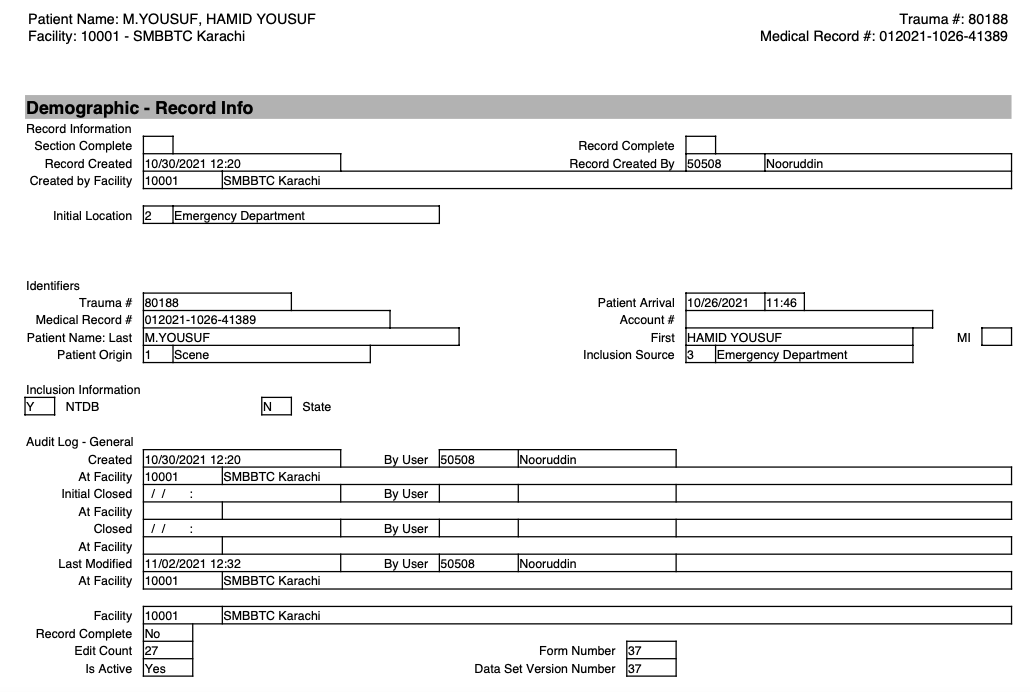 Patient Name: M.YOUSUF, HAMID YOUSUF Trauma #: 80188
Facility: 10001 - SMBBTC Karachi Medical Record #: 012021-1026-41389
Demographic - Record Info
Record Information
Section Complete Record Complete
Record Created 10/30/2021 12:20 Record Created By 50508 Nooruddin
Created by Facility 10001 SMBBTC Karachi
Initial Location 2 Emergency Department
Identifiers
Trauma # 80188 Patient Arrival 10/26/2021 11:46
Medical Record # 012021-1026-41389 Account #
Patient Name: Last M.YOUSUF First HAMID YOUSUF MI
Patient Origin 1 Scene Inclusion Source 3 Emergency Department
Inclusion Information
Y NTDB N State
Audit Log - General
Created 10/30/2021 12:20 By User 50508 Nooruddin
At Facility 10001 SMBBTC Karachi
Initial Closed / / : By User
At Facility
Closed / / : By User
At Facility
Last Modified 11/02/2021 12:32 By User 50508 Nooruddin
At Facility 10001 SMBBTC Karachi
Facility 10001 SMBBTC Karachi
Record Complete No
Edit Count 27 Form Number 37
Is Active Yes Data Set Version Number 37